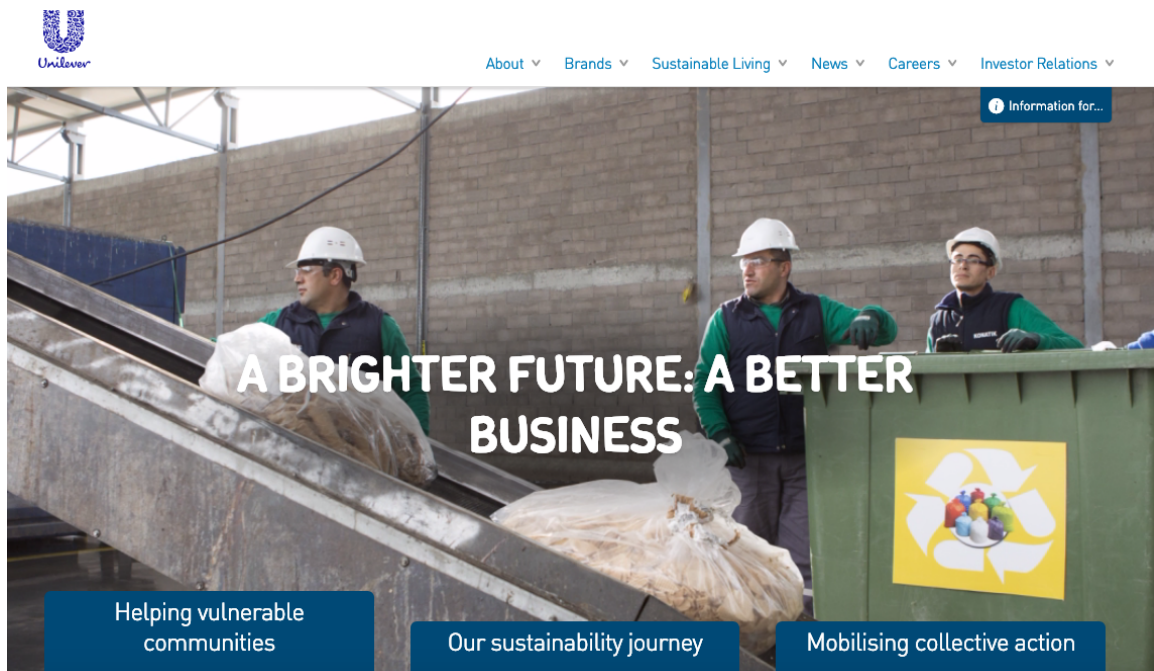 Unilever
About
Brands
Sustainable Living
News
Careers
Investor Relations
Information for...
A BRIGHTER FUTURE: A BETTER
BUSINESS
Helping vulnerable
communities
Our sustainability journey
Mobilising collective action